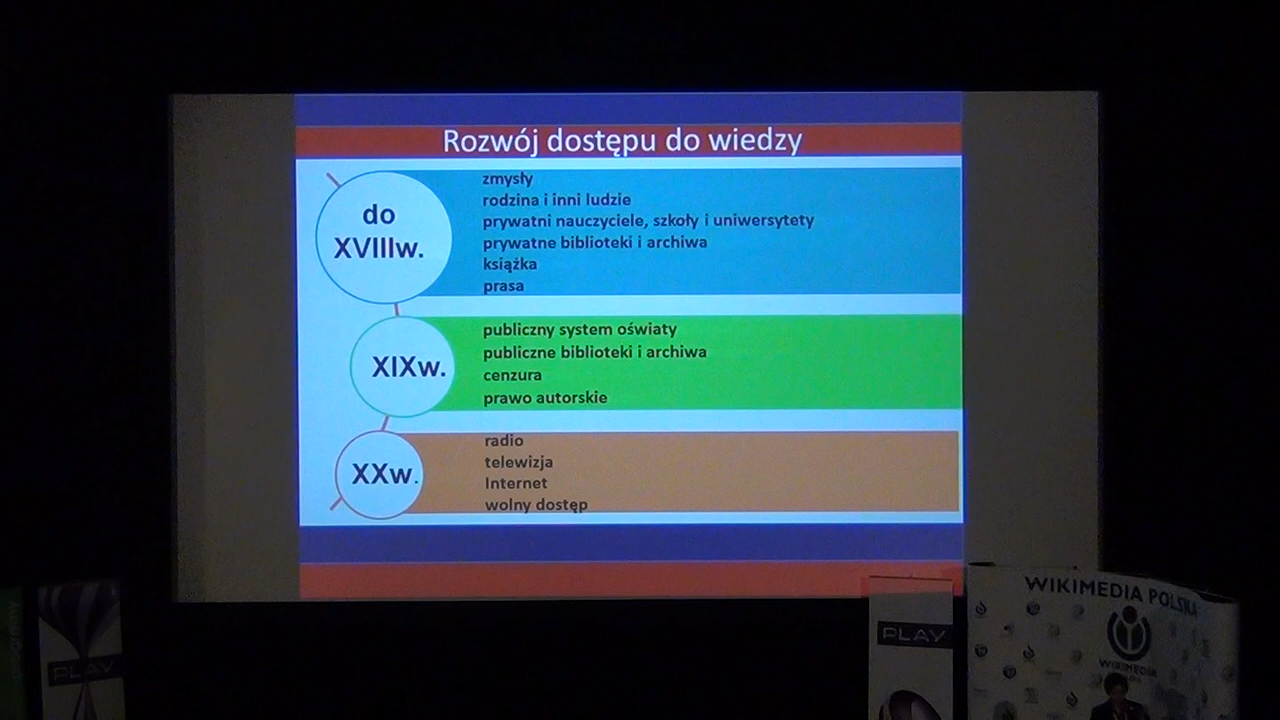 Rozwój dostępu do wiedzy
do
XVIIIw.
zmysły
rodzina i inni ludzie
prywatni nauczyciele, szkoły i uniwersytety
prywatne biblioteki i archiwa
książka
prasa
XIXw.
publiczny system oświaty
publiczne biblioteki i archiwa
cenzura
prawo autorskie
XXw.
radio
telewizja
Internet
wolny dostęp
WIKIMEDIA POLSKA
WIKIMEDIA
PLAY
PLAY